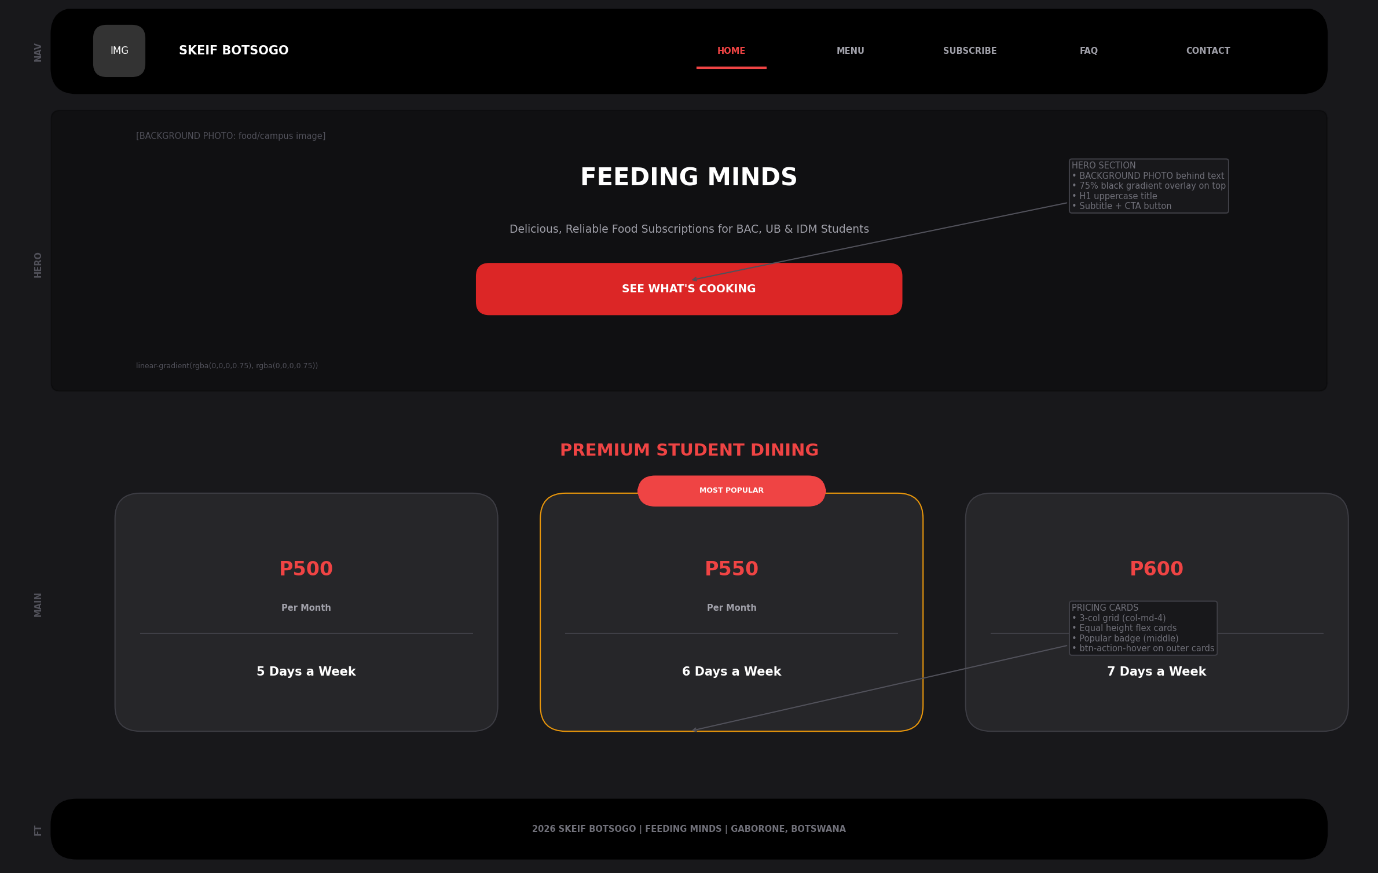 NAV
IMG
SKEIF BOTSOGO
HOME
MENU
SUBSCRIBE
FAQ
CONTACT
HERO
[BACKGROUND PHOTO: food/campus image]
FEEDING MINDS
Delicious, Reliable Food Subscriptions for BAC, UB & IDM Students
SEE WHAT'S COOKING
linear-gradient(rgba(0,0,0,0.75), rgba(0,0,0,0.75))
HERO SECTION
• BACKGROUND PHOTO behind text
• 75% black gradient overlay on top
• H1 uppercase title
• Subtitle + CTA button
MAIN
PREMIUM STUDENT DINING
P500
Per Month
5 Days a Week
MOST POPULAR
P550
Per Month
6 Days a Week
P600
PRICING CARDS
• 3-col grid (col-md-4)
• Equal height flex cards
• Popular badge (middle)
• btn-action-hover on outer cards
7 Days a Week
FT
2026 SKEIF BOTSOGO | FEEDING MINDS | GABORONE, BOTSWANA